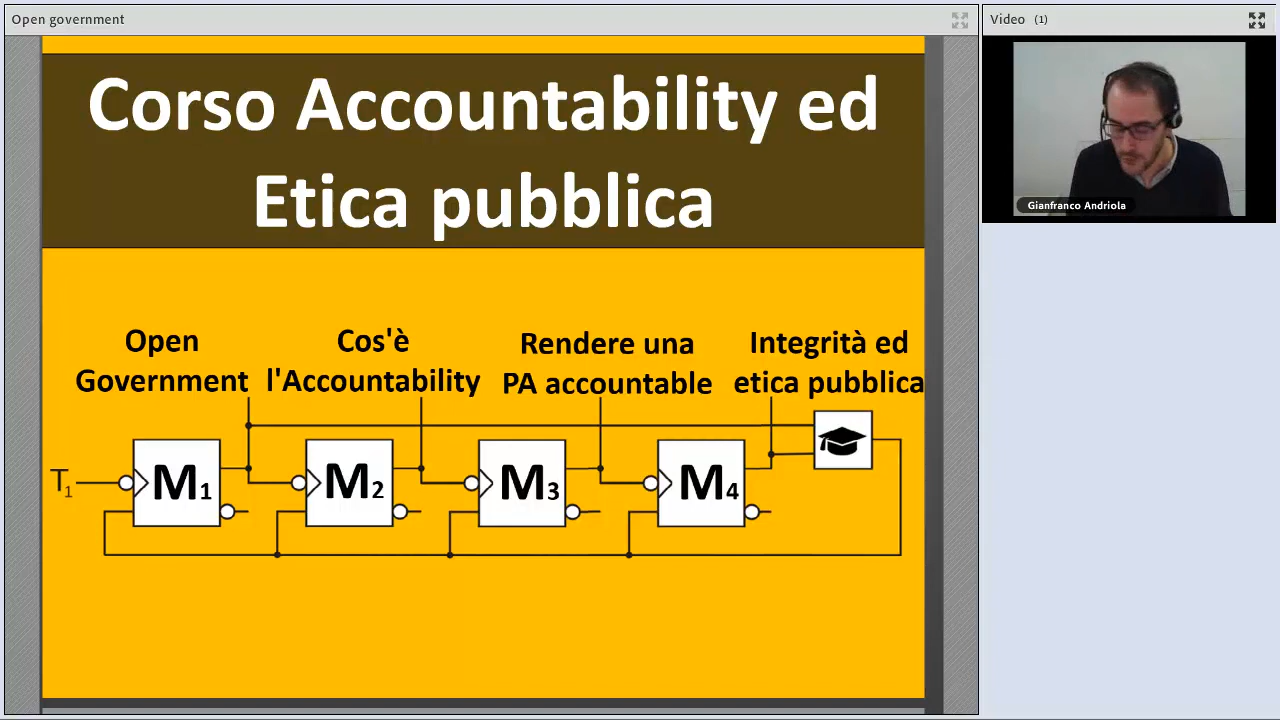 Open government
Video (1)
Gianfranco Andriola
Corso Accountability ed
Etica pubblica
Open
Government
Cos'è
l'Accountability
Rendere una
PA accountable
Integrità ed
etica pubblica
T1
M1
M2
M3
M4